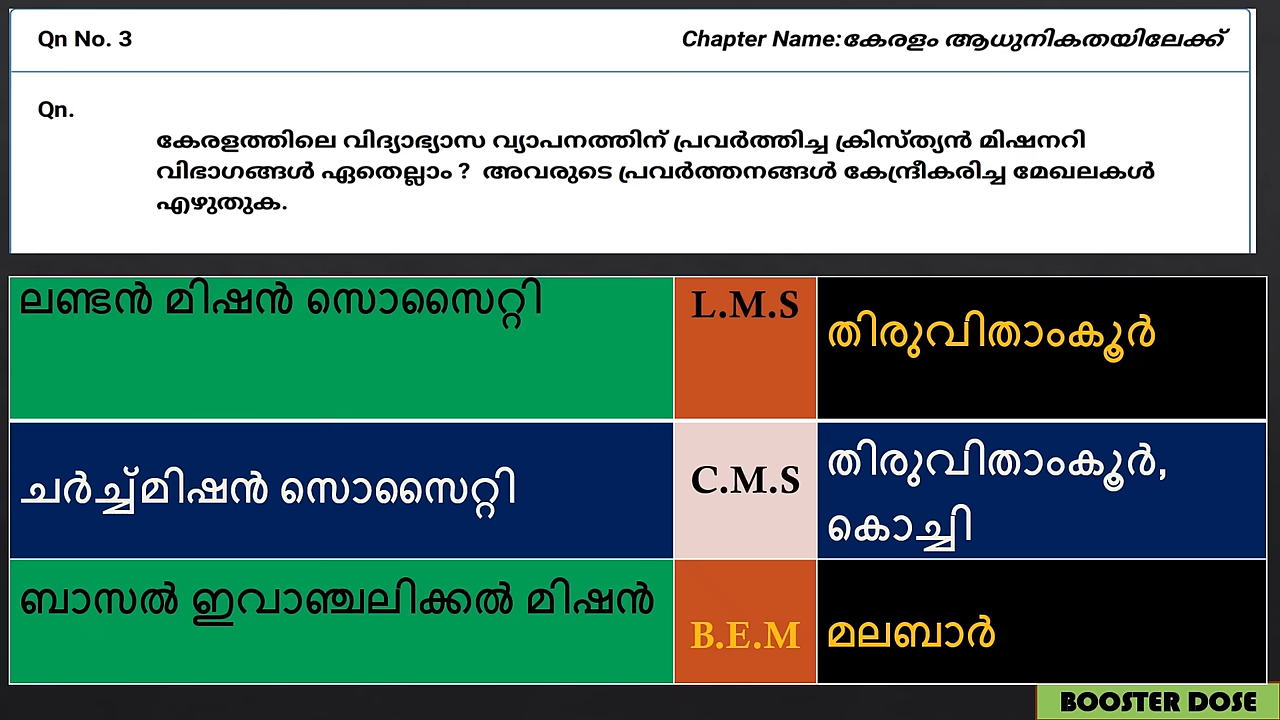 Qn No. 3
Chapter Name:കേരളം ആധുനികതയിലേക്ക്
Qn.
കേരളത്തിലെ വിദ്യാഭ്യാസ വ്യാപനത്തിന് പ്രവർത്തിച്ച ക്രിസ്ത്യൻ മിഷനറി
വിഭാഗങ്ങൾ ഏതെല്ലാം ? അവരുടെ പ്രവർത്തനങ്ങൾ കേന്ദ്രീകരിച്ച മേഖലകൾ
എഴുതുക.
ലണ്ടൻ മിഷൻ സൊസൈറ്റി
L.M.S
തിരുവിതാംകൂർ
ചർച്ച്മിഷൻ സൊസൈറ്റി
C.M.S
തിരുവിതാംകൂർ,
കൊച്ചി
ബാസൽ ഇവാഞ്ചലിക്കൽ മിഷൻ
B.E.M
മലബാർ
BOOSTER DOSE